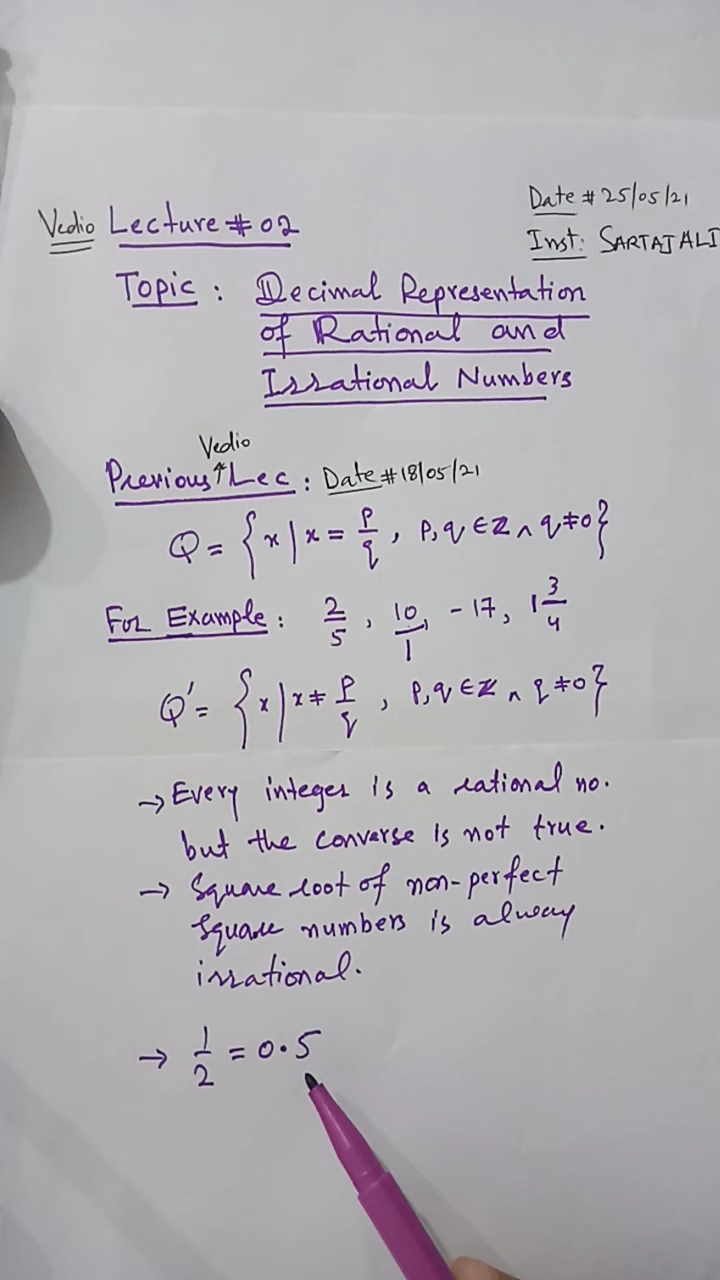 Vedio Lecture # 02
Date # 25/05/21
Inst: SARTAJ ALI
Topic : Decimal Representation
of Rational and
Irrational Numbers
Vedio
Previous ↑ Lec : Date # 18/05/21
Q = {x | x = p/q , p, q ∈ Z ∧ q ≠ 0}
For Example : 2/5 , 10/1, -17, 1 3/4
Q' = {x | x ≠ p/q , p, q ∈ Z ∧ q ≠ 0}
→ Every integer is a rational no.
but the converse is not true.
→ Square root of non-perfect
square numbers is alway
irrational.
→ 1/2 = 0.5